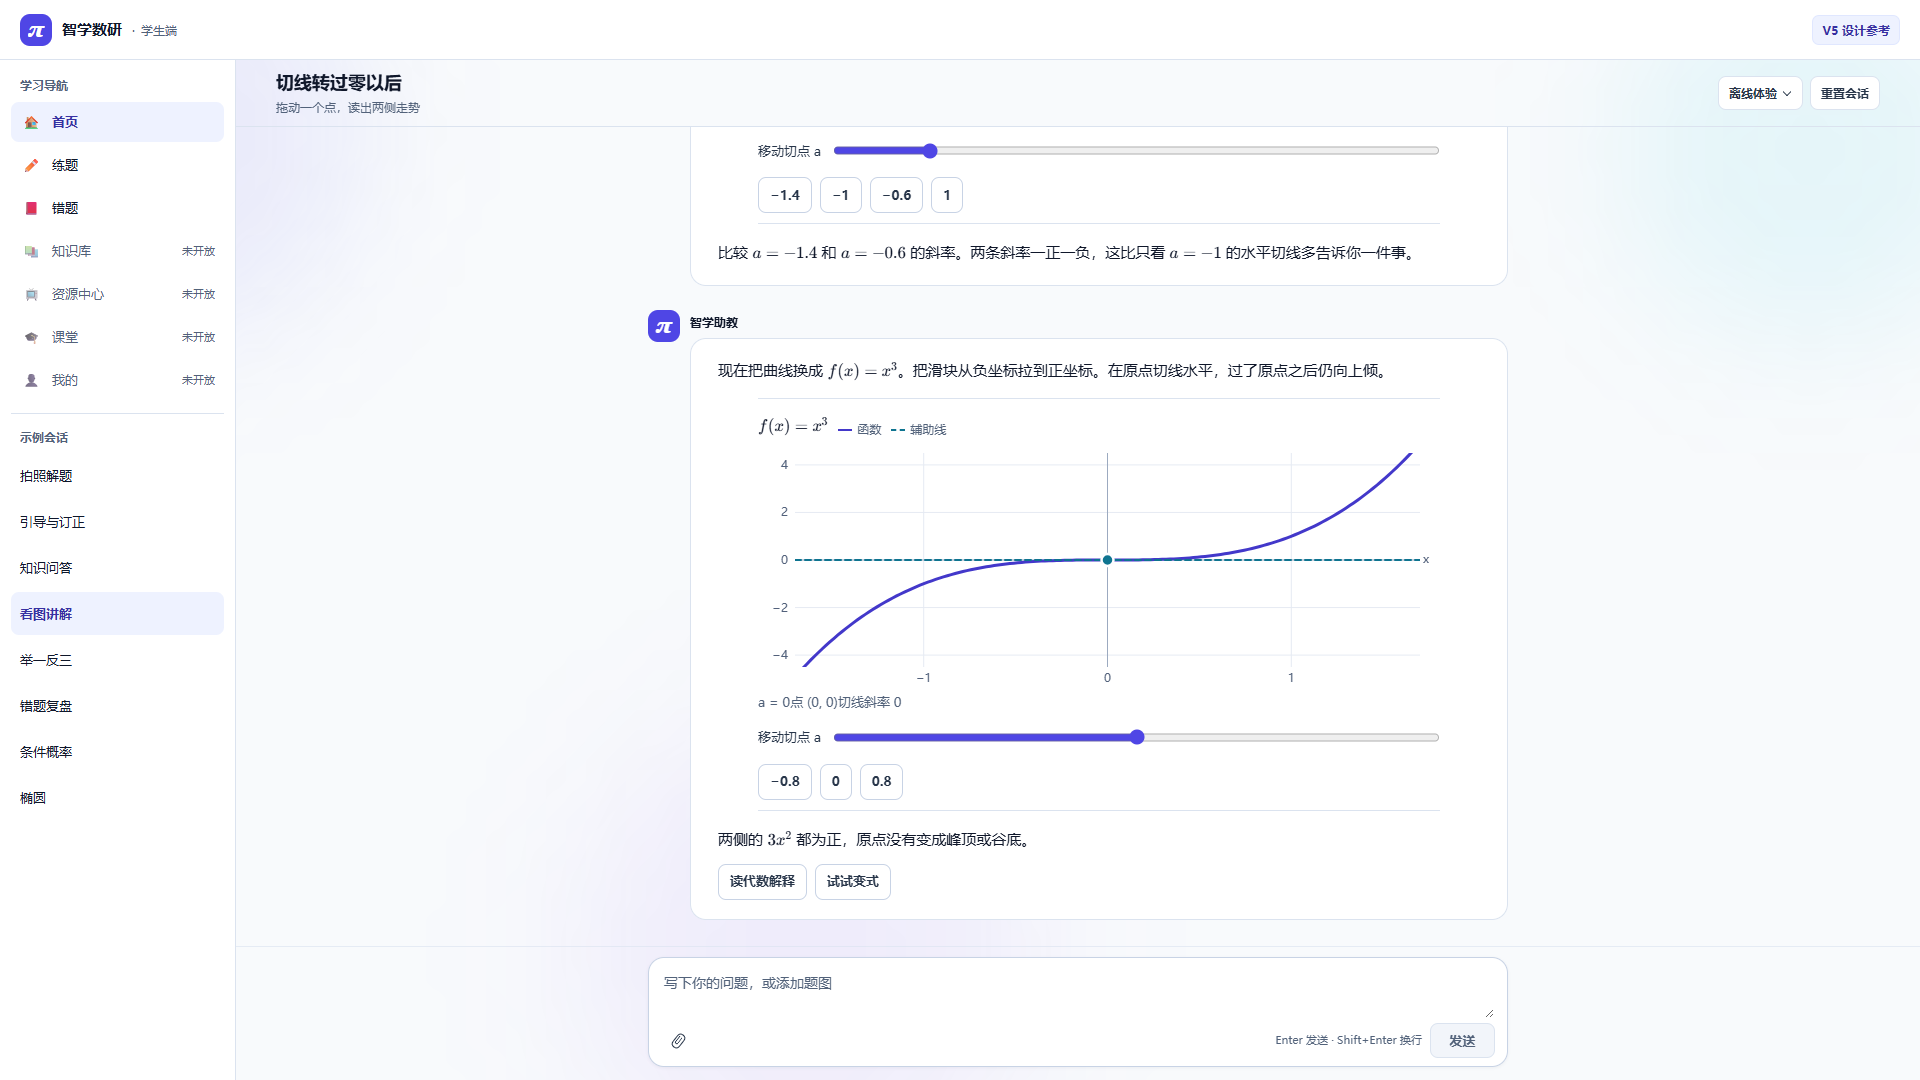 π 智学数研 · 学生端
V5 设计参考
学习导航
首页
练题
错题
知识库 未开放
资源中心 未开放
课堂 未开放
我的 未开放
示例会话
拍照解题
引导与订正
知识问答
看图讲解
举一反三
错题复盘
条件概率
椭圆
切线转过零以后
拖动一个点，读出两侧走势
离线体验
重置会话
移动切点 a
−1.4 −1 −0.6 1
比较 a = −1.4 和 a = −0.6 的斜率。两条斜率一正一负，这比只看 a = −1 的水平切线多告诉你一件事。
π 智学助教
现在把曲线换成 f(x) = x³。把滑块从负坐标拉到正坐标。在原点切线水平，过了原点之后仍向上倾。
f(x) = x³ 函数 辅助线
4
2
0 x
−2
−4
−1 0 1
a = 0点 (0, 0)切线斜率 0
移动切点 a
−0.8 0 0.8
两侧的 3x² 都为正，原点没有变成峰顶或谷底。
读代数解释 试试变式
写下你的问题，或添加题图
Enter 发送 · Shift+Enter 换行 发送